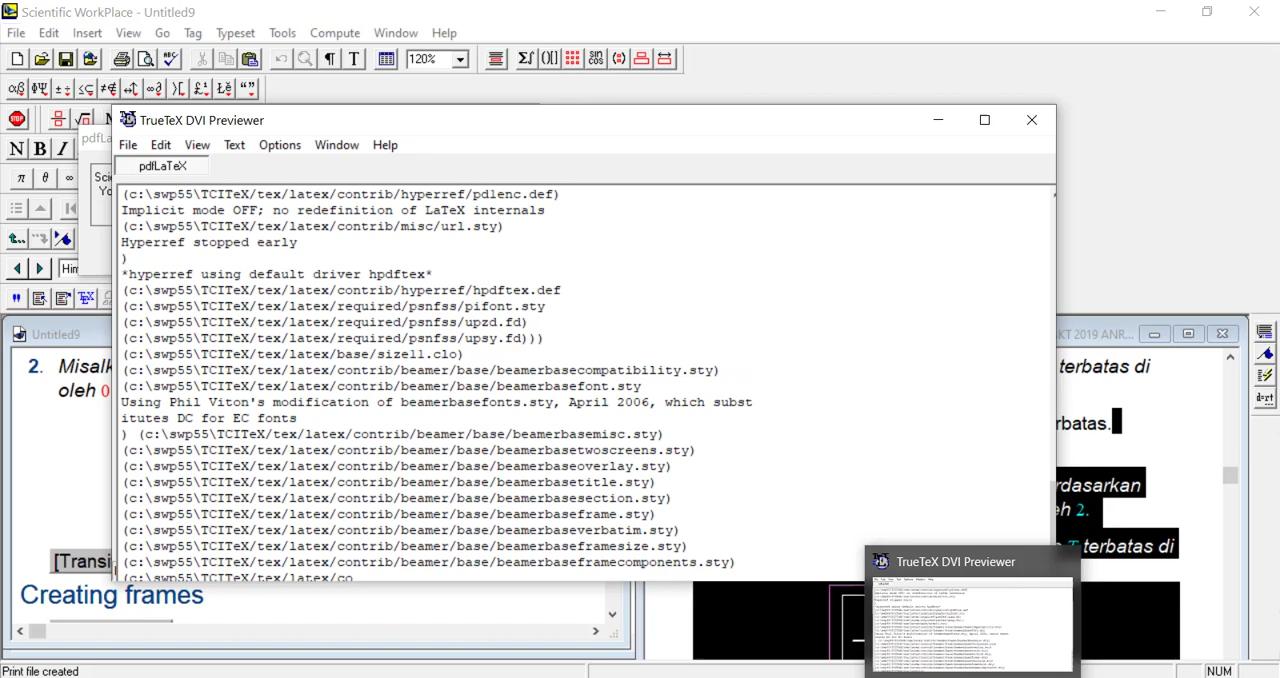 Scientific WorkPlace - Untitled9
File Edit Insert View Go Tag Typeset Tools Compute Window Help
120%
N B I
π θ ∞
TrueTeX DVI Previewer
File Edit View Text Options Window Help
pdfLaTeX
pdfLa
Sci
Yo
(c:\swp55\TCITeX/tex/latex/contrib/hyperref/pdlenc.def)
Implicit mode OFF; no redefinition of LaTeX internals
(c:\swp55\TCITeX/tex/latex/contrib/misc/url.sty)
Hyperref stopped early
)
*hyperref using default driver hpdftex*
(c:\swp55\TCITeX/tex/latex/contrib/hyperref/hpdftex.def
(c:\swp55\TCITeX/tex/latex/required/psnfss/pifont.sty
(c:\swp55\TCITeX/tex/latex/required/psnfss/upzd.fd)
(c:\swp55\TCITeX/tex/latex/required/psnfss/upsy.fd)))
(c:\swp55\TCITeX/tex/latex/base/size11.clo)
(c:\swp55\TCITeX/tex/latex/contrib/beamer/base/beamerbasecompatibility.sty)
(c:\swp55\TCITeX/tex/latex/contrib/beamer/base/beamerbasefont.sty
Using Phil Viton's modification of beamerbasefonts.sty, April 2006, which subst
itutes DC for EC fonts
) (c:\swp55\TCITeX/tex/latex/contrib/beamer/base/beamerbasemisc.sty)
(c:\swp55\TCITeX/tex/latex/contrib/beamer/base/beamerbasetwoscreens.sty)
(c:\swp55\TCITeX/tex/latex/contrib/beamer/base/beamerbaseoverlay.sty)
(c:\swp55\TCITeX/tex/latex/contrib/beamer/base/beamerbasetitle.sty)
(c:\swp55\TCITeX/tex/latex/contrib/beamer/base/beamerbasesection.sty)
(c:\swp55\TCITeX/tex/latex/contrib/beamer/base/beamerbaseframe.sty)
(c:\swp55\TCITeX/tex/latex/contrib/beamer/base/beamerbaseverbatim.sty)
(c:\swp55\TCITeX/tex/latex/contrib/beamer/base/beamerbaseframesize.sty)
(c:\swp55\TCITeX/tex/latex/contrib/beamer/base/beamerbaseframecomponents.sty)
(c:\swp55\TCITeX/tex/latex/co
Untitled9
2. Misalk
oleh 0
[Transi
Creating frames
KT 2019 ANR...
terbatas di
rbatas.
rdasarkan
eh 2.
T terbatas di
TrueTeX DVI Previewer
Print file created
NUM